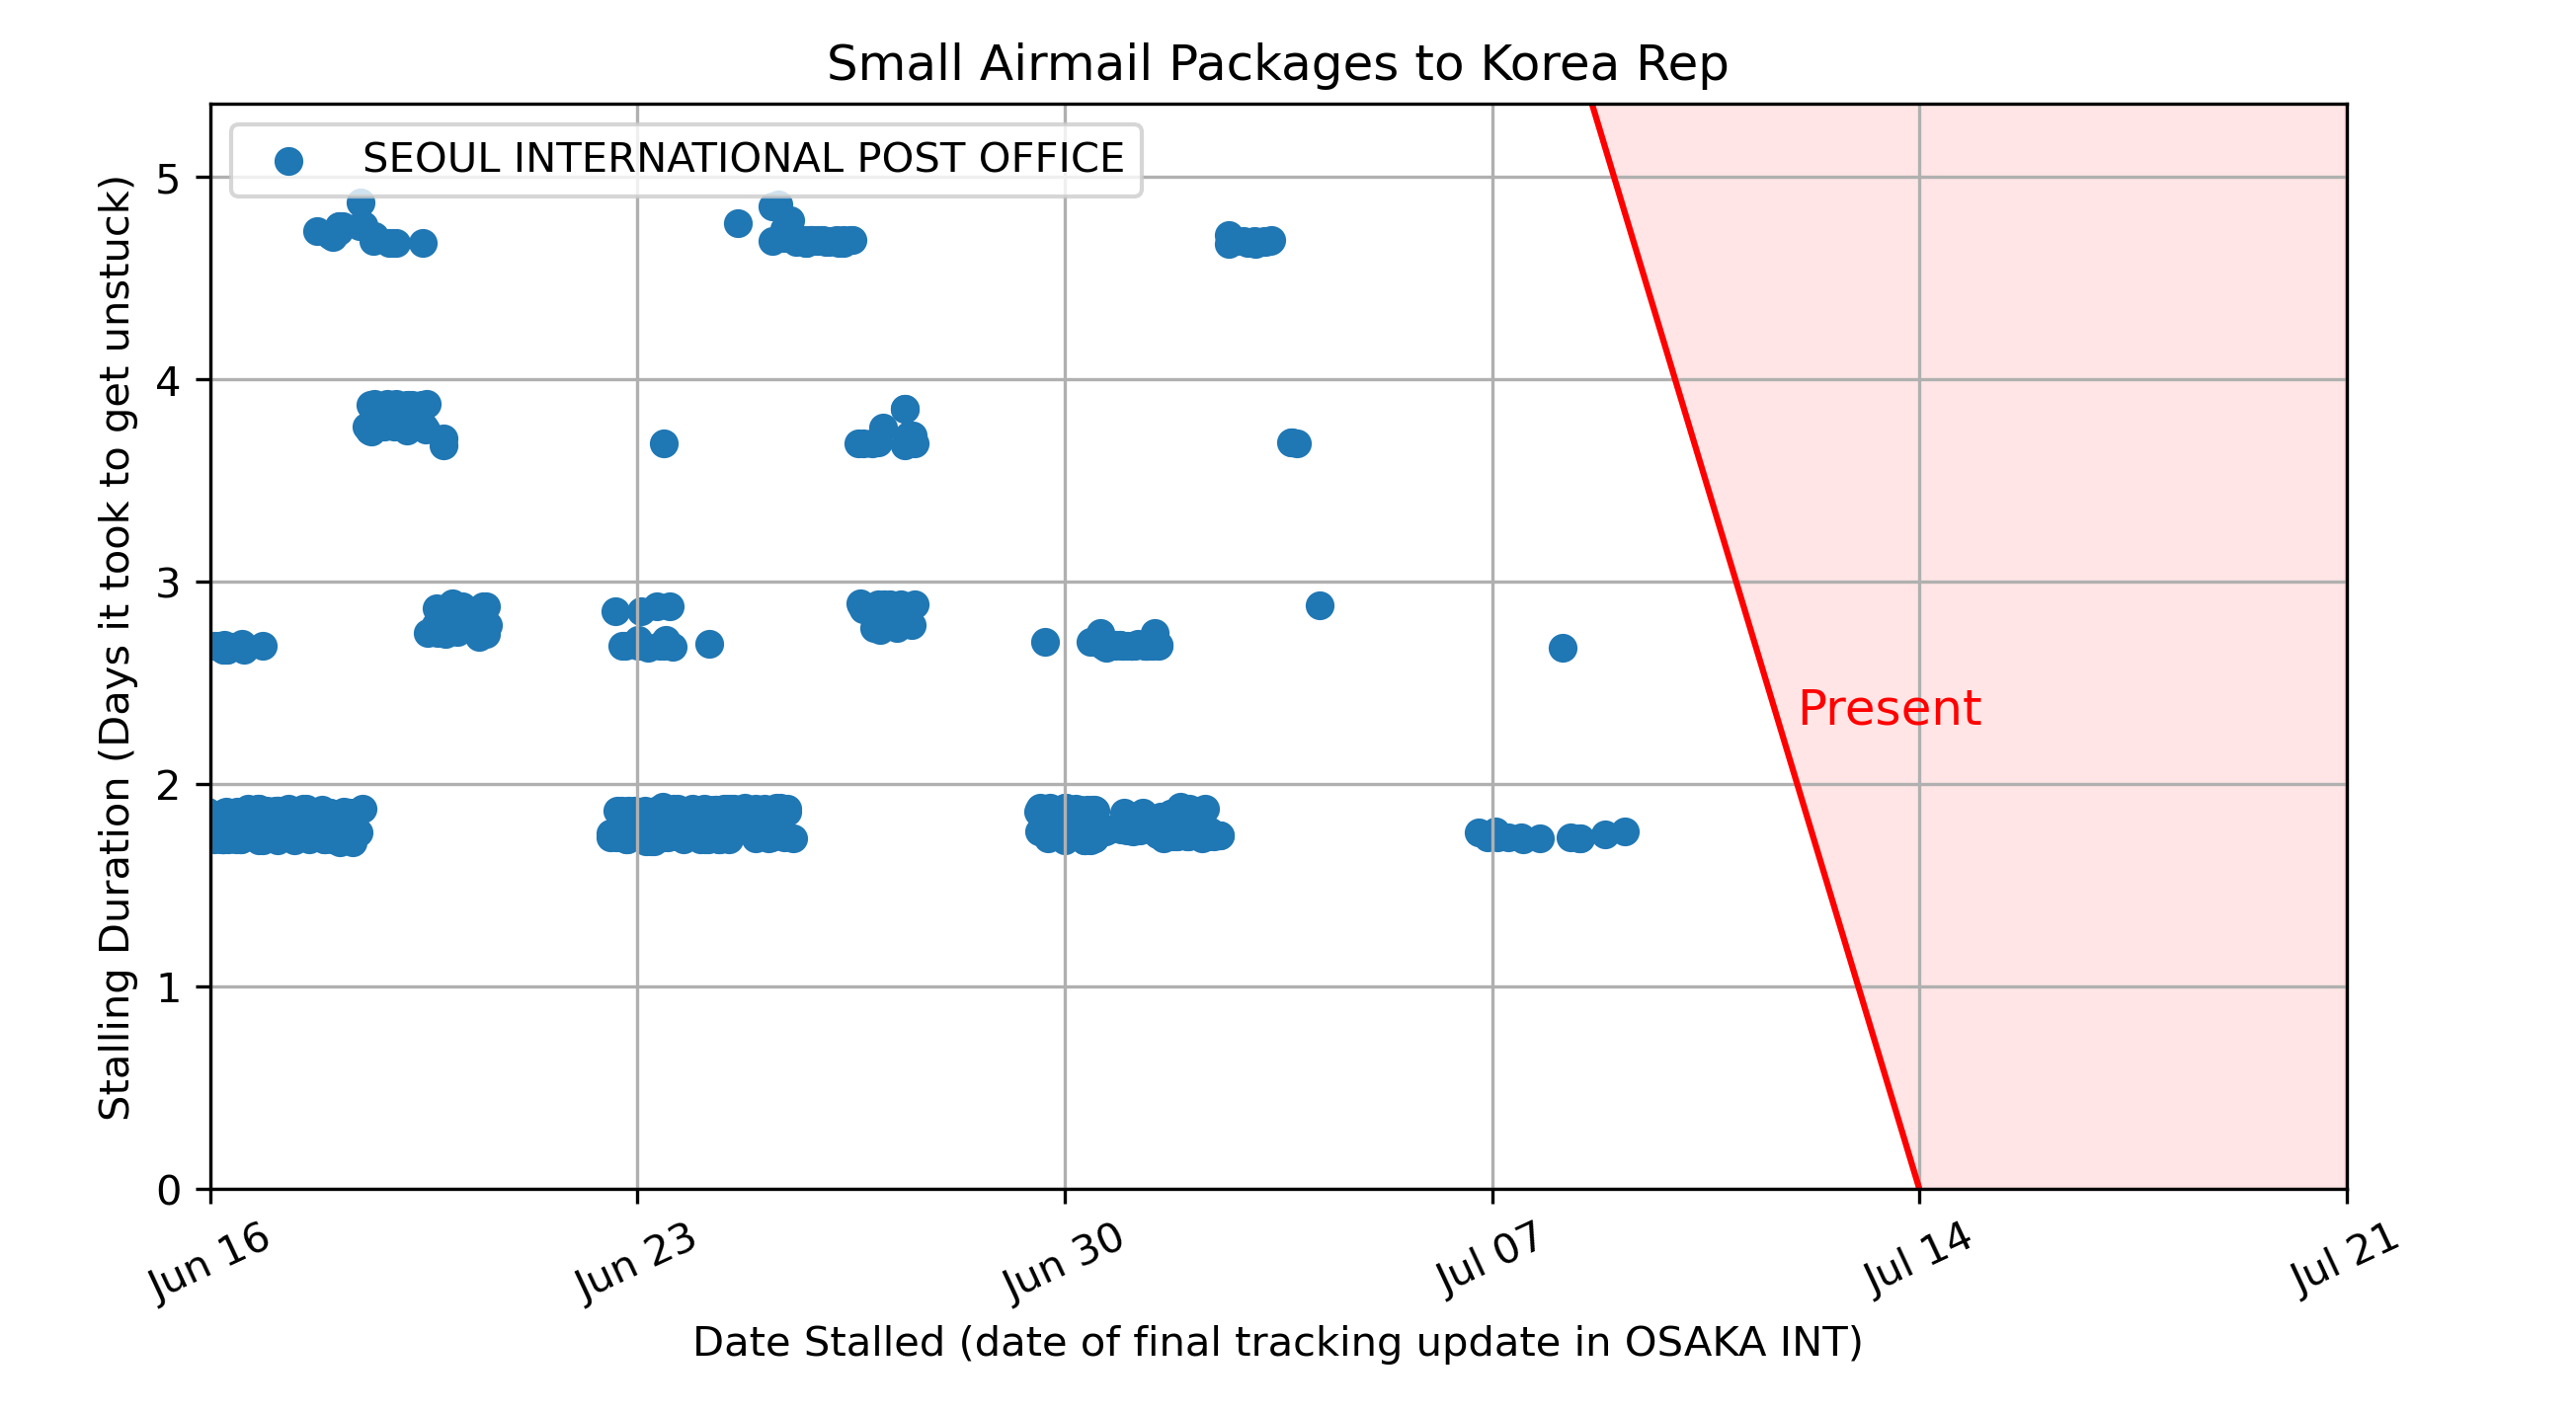 Small Airmail Packages to Korea Rep
SEOUL INTERNATIONAL POST OFFICE
Stalling Duration (Days it took to get unstuck)
5
4
3
2
1
0
Present
Jun 16
Jun 23
Jun 30
Jul 07
Jul 14
Jul 21
Date Stalled (date of final tracking update in OSAKA INT)